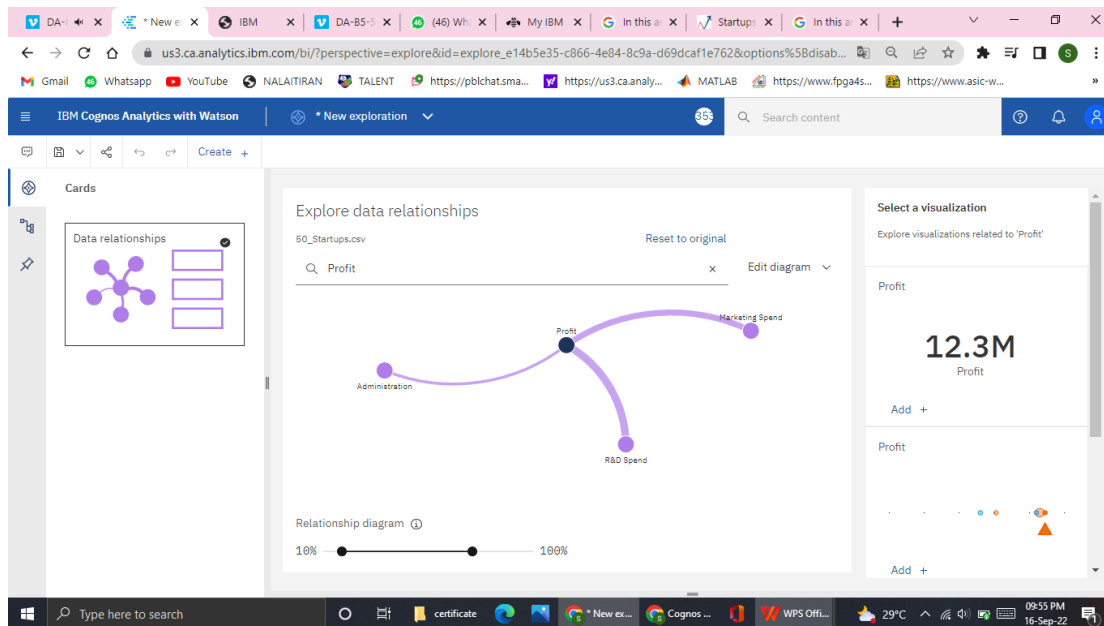 DA-I
* New e
IBM
DA-B5-S
(46) Wh
My IBM
In this a
Startups
In this a
us3.ca.analytics.ibm.com/bi/?perspective=explore&id=explore_e14b5e35-c866-4e84-8c9a-d69dcaf1e762&options%5Bdisab...
S
Gmail
46 Whatsapp
YouTube
NALAITIRAN
TALENT
https://pblchat.sma...
https://us3.ca.analy...
MATLAB
https://www.fpga4s...
https://www.asic-w...
»
IBM Cognos Analytics with Watson
* New exploration
353
Search content
Create +
Cards
Data relationships
Explore data relationships
50_Startups.csv
Reset to original
Profit
Edit diagram
Profit
Marketing Spend
Administration
R&D Spend
Relationship diagram
10%
100%
Select a visualization
Explore visualizations related to 'Profit'
Profit
12.3M
Profit
Add +
Profit
Add +
Type here to search
certificate
* New ex...
Cognos ...
WPS Offi...
29°C
09:55 PM
16-Sep-22